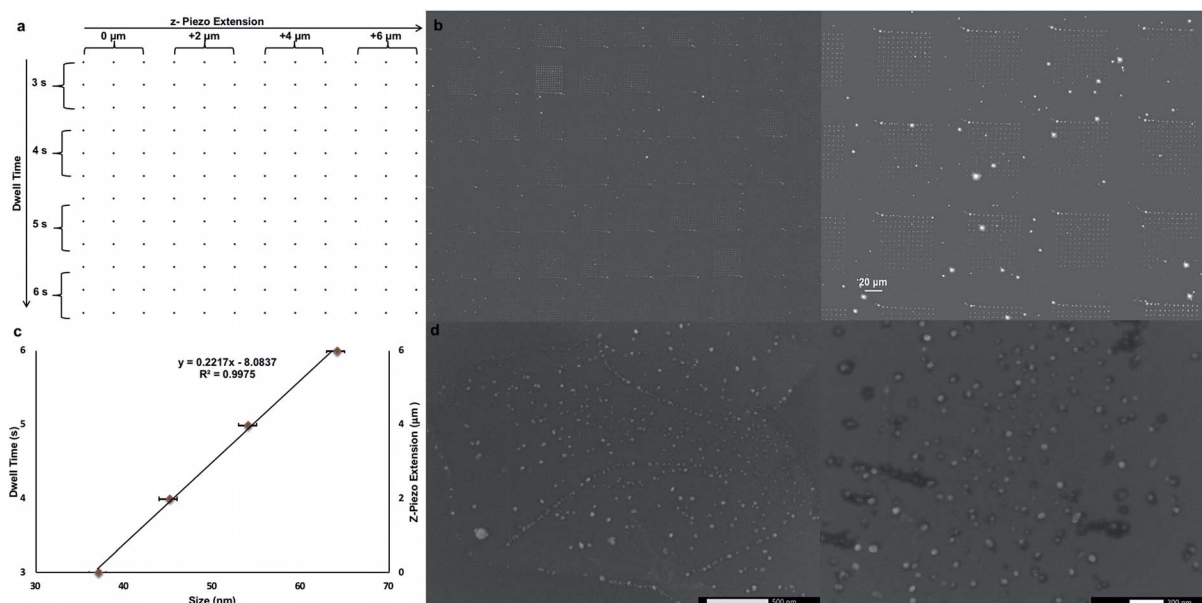 a
z- Piezo Extension
0 µm +2 µm +4 µm +6 µm
Dwell Time
3 s
4 s
5 s
6 s
b
20 µm
c
y = 0.2217x - 8.0837
R² = 0.9975
Dwell Time (s)
6
5
4
3
Z-Piezo Extension (µm )
6
4
2
0
30 40 50 60 70
Size (nm)
d
500 nm
200 nm